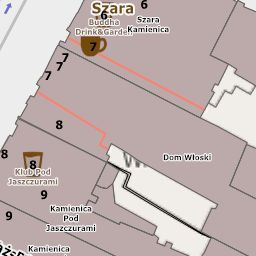 Szara
6
Buddha
Drink&Garden
7
Szara
Kamienica
7
7
8
Dom Włoski
8
8
Klub Pod
Jaszczurami
9
9
Kamienica
Pod
Jaszczurami
Kamienica